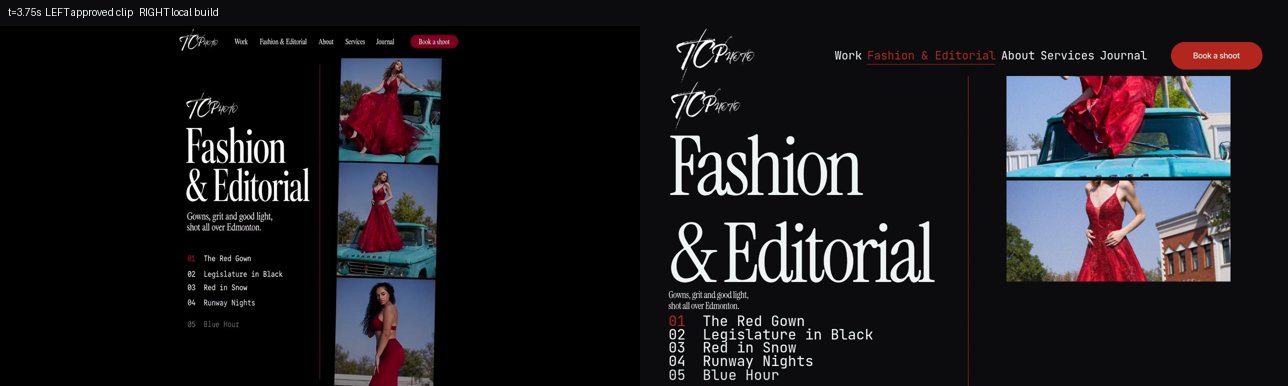 t=3.75s LEFT approved clip RIGHT local build
TCPHOTO
Work Fashion & Editorial About Services Journal Book a shoot
TCPHOTO
Fashion
& Editorial
Gowns, grit and good light,
shot all over Edmonton.
01 The Red Gown
02 Legislature in Black
03 Red in Snow
04 Runway Nights
05 Blue Hour
TCPHOTO
Work Fashion & Editorial About Services Journal Book a shoot
TCPHOTO
Fashion
& Editorial
Gowns, grit and good light,
shot all over Edmonton.
01 The Red Gown
02 Legislature in Black
03 Red in Snow
04 Runway Nights
05 Blue Hour